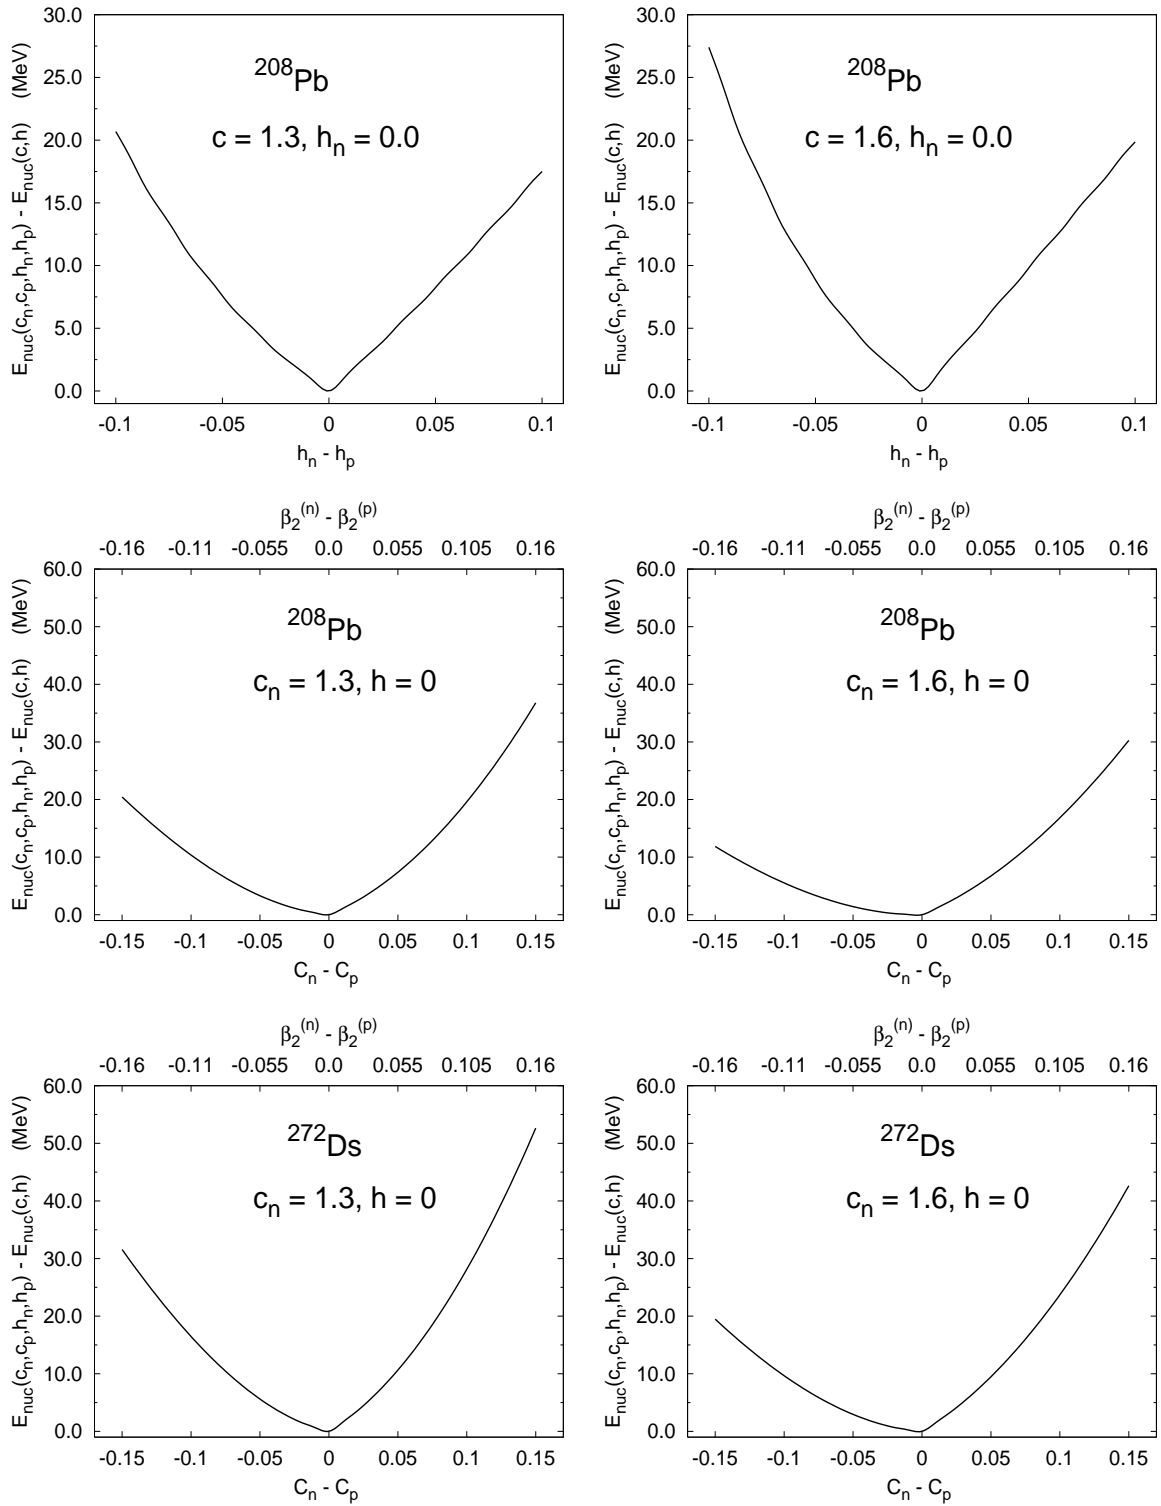 30.0
25.0
20.0
15.0
10.0
5.0
0.0
E_nuc(c_n,c_p,h_n,h_p) - E_nuc(c,h) (MeV)
^208Pb
c = 1.3, h_n = 0.0
-0.1 -0.05 0 0.05 0.1
h_n - h_p
30.0
25.0
20.0
15.0
10.0
5.0
0.0
E_nuc(c_n,c_p,h_n,h_p) - E_nuc(c,h) (MeV)
^208Pb
c = 1.6, h_n = 0.0
-0.1 -0.05 0 0.05 0.1
h_n - h_p
β_2^(n) - β_2^(p)
-0.16 -0.11 -0.055 0.0 0.055 0.105 0.16
60.0
50.0
40.0
30.0
20.0
10.0
0.0
E_nuc(c_n,c_p,h_n,h_p) - E_nuc(c,h) (MeV)
^208Pb
c_n = 1.3, h = 0
-0.15 -0.1 -0.05 0 0.05 0.1 0.15
C_n - C_p
β_2^(n) - β_2^(p)
-0.16 -0.11 -0.055 0.0 0.055 0.105 0.16
60.0
50.0
40.0
30.0
20.0
10.0
0.0
E_nuc(c_n,c_p,h_n,h_p) - E_nuc(c,h) (MeV)
^208Pb
c_n = 1.6, h = 0
-0.15 -0.1 -0.05 0 0.05 0.1 0.15
C_n - C_p
β_2^(n) - β_2^(p)
-0.16 -0.11 -0.055 0.0 0.055 0.105 0.16
60.0
50.0
40.0
30.0
20.0
10.0
0.0
E_nuc(c_n,c_p,h_n,h_p) - E_nuc(c,h) (MeV)
^272Ds
c_n = 1.3, h = 0
-0.15 -0.1 -0.05 0 0.05 0.1 0.15
C_n - C_p
β_2^(n) - β_2^(p)
-0.16 -0.11 -0.055 0.0 0.055 0.105 0.16
60.0
50.0
40.0
30.0
20.0
10.0
0.0
E_nuc(c_n,c_p,h_n,h_p) - E_nuc(c,h) (MeV)
^272Ds
c_n = 1.6, h = 0
-0.15 -0.1 -0.05 0 0.05 0.1 0.15
C_n - C_p